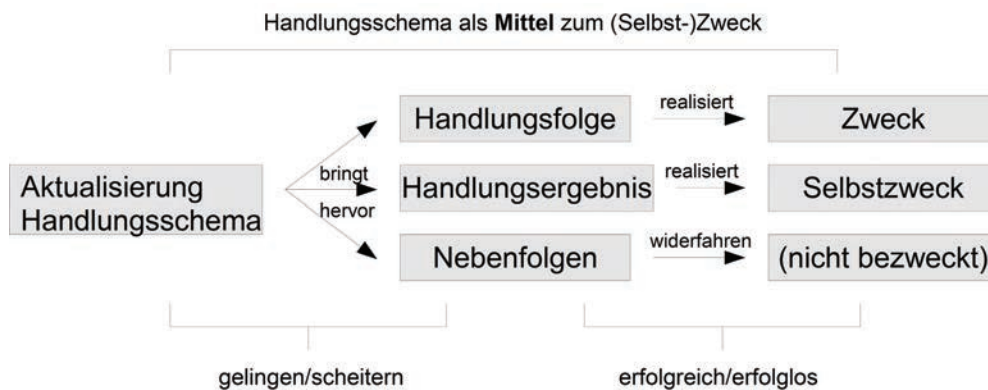 Handlungsschema als Mittel zum (Selbst-)Zweck
Handlungsfolge
realisiert
Zweck
Aktualisierung
Handlungsschema
bringt
hervor
Handlungsergebnis
realisiert
Selbstzweck
Nebenfolgen
widerfahren
(nicht bezweckt)
gelingen/scheitern
erfolgreich/erfolglos